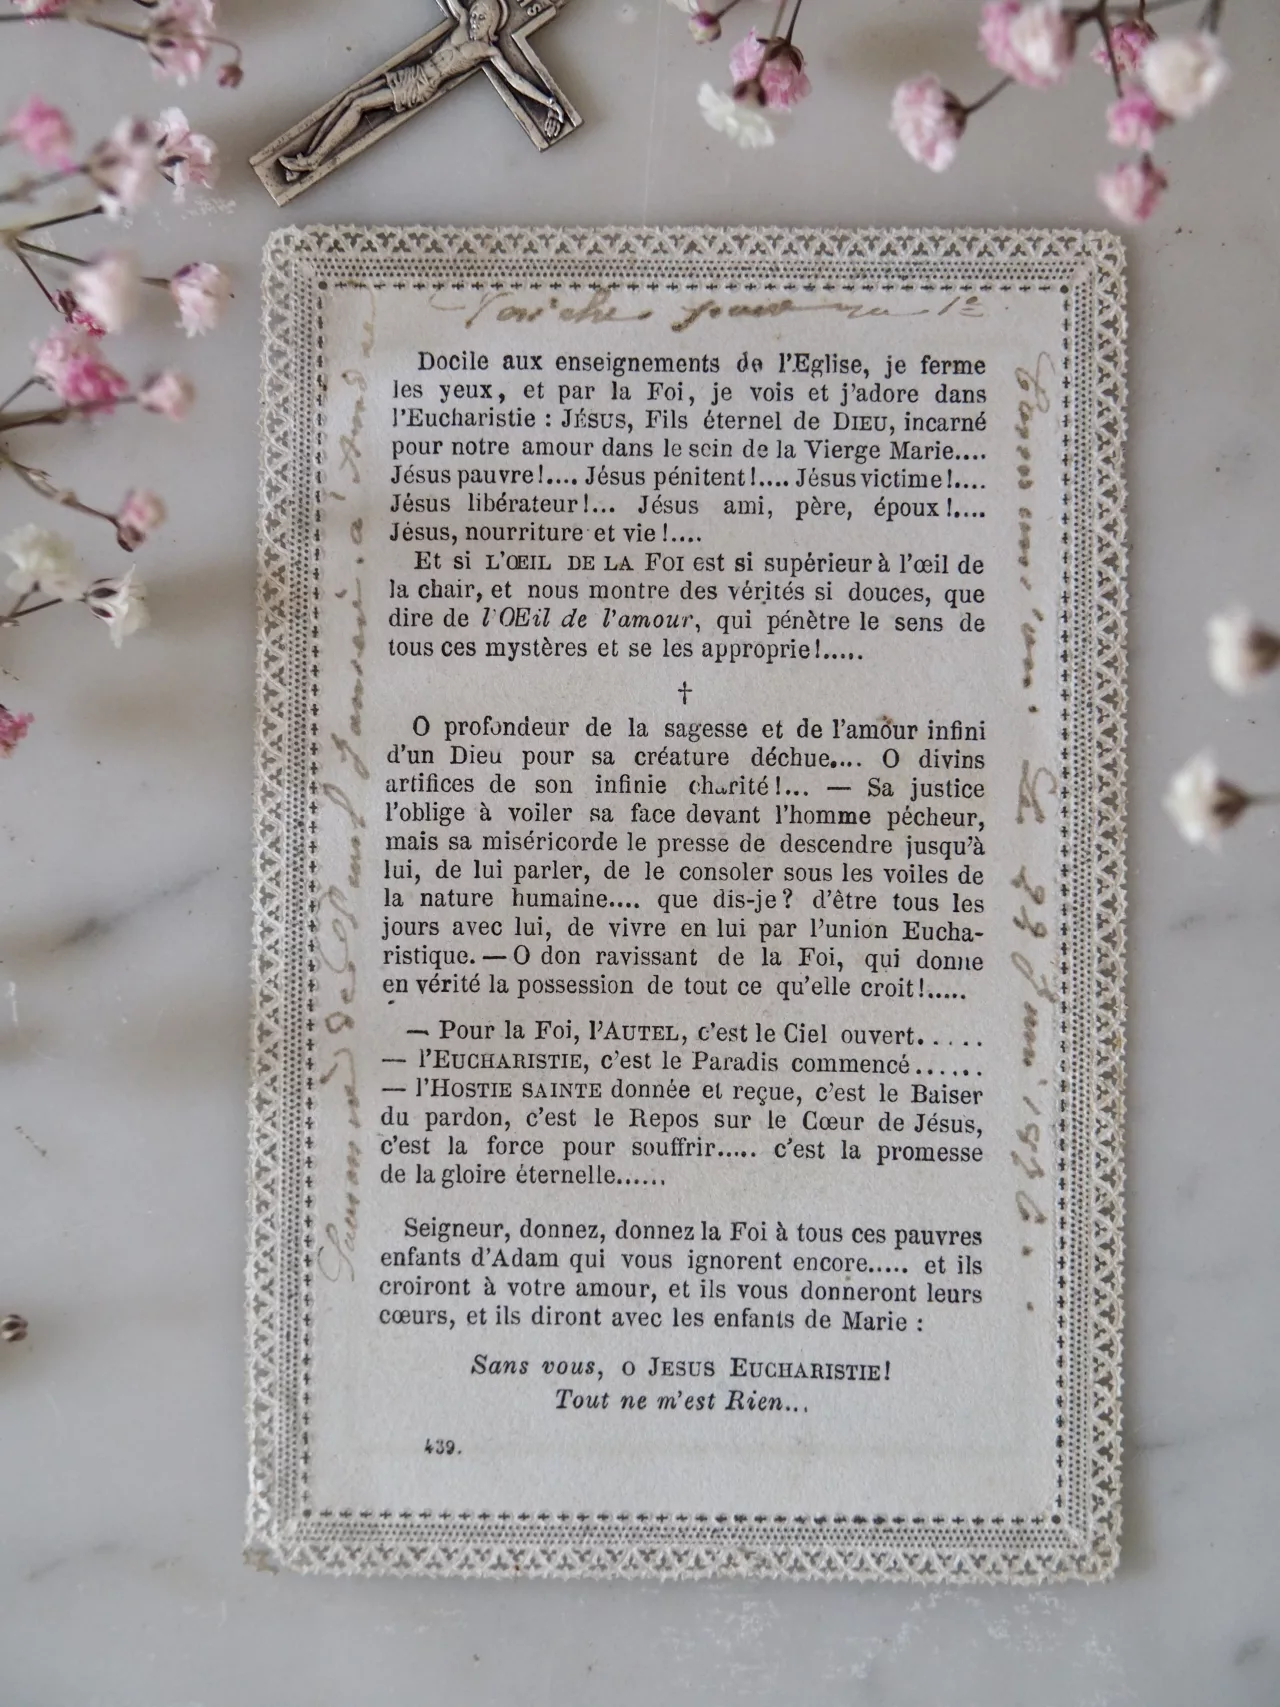 pour ma 1e
Docile aux enseignements de l'Eglise, je ferme
les yeux, et par la Foi, je vois et j'adore dans
l'Eucharistie : JÉSUS, Fils éternel de DIEU, incarné
pour notre amour dans le sein de la Vierge Marie....
Jésus pauvre!.... Jésus pénitent!.... Jésus victime!....
Jésus libérateur!... Jésus ami, père, époux!....
Jésus, nourriture et vie!....
Et si L'ŒIL DE LA FOI est si supérieur à l'œil de
la chair, et nous montre des vérités si douces, que
dire de l'OEil de l'amour, qui pénètre le sens de
tous ces mystères et se les approprie!.....
†
O profondeur de la sagesse et de l'amour infini
d'un Dieu pour sa créature déchue.... O divins
artifices de son infinie charité!... — Sa justice
l'oblige à voiler sa face devant l'homme pécheur,
mais sa miséricorde le presse de descendre jusqu'à
lui, de lui parler, de le consoler sous les voiles de
la nature humaine.... que dis-je? d'être tous les
jours avec lui, de vivre en lui par l'union Eucha-
ristique. — O don ravissant de la Foi, qui donne
en vérité la possession de tout ce qu'elle croit!.....
— Pour la Foi, l'AUTEL, c'est le Ciel ouvert.....
— l'EUCHARISTIE, c'est le Paradis commencé......
— l'HOSTIE SAINTE donnée et reçue, c'est le Baiser
du pardon, c'est le Repos sur le Cœur de Jésus,
c'est la force pour souffrir..... c'est la promesse
de la gloire éternelle......
Seigneur, donnez, donnez la Foi à tous ces pauvres
enfants d'Adam qui vous ignorent encore..... et ils
croiront à votre amour, et ils vous donneront leurs
cœurs, et ils diront avec les enfants de Marie :
Sans vous, O JESUS EUCHARISTIE!
Tout ne m'est Rien...
439.